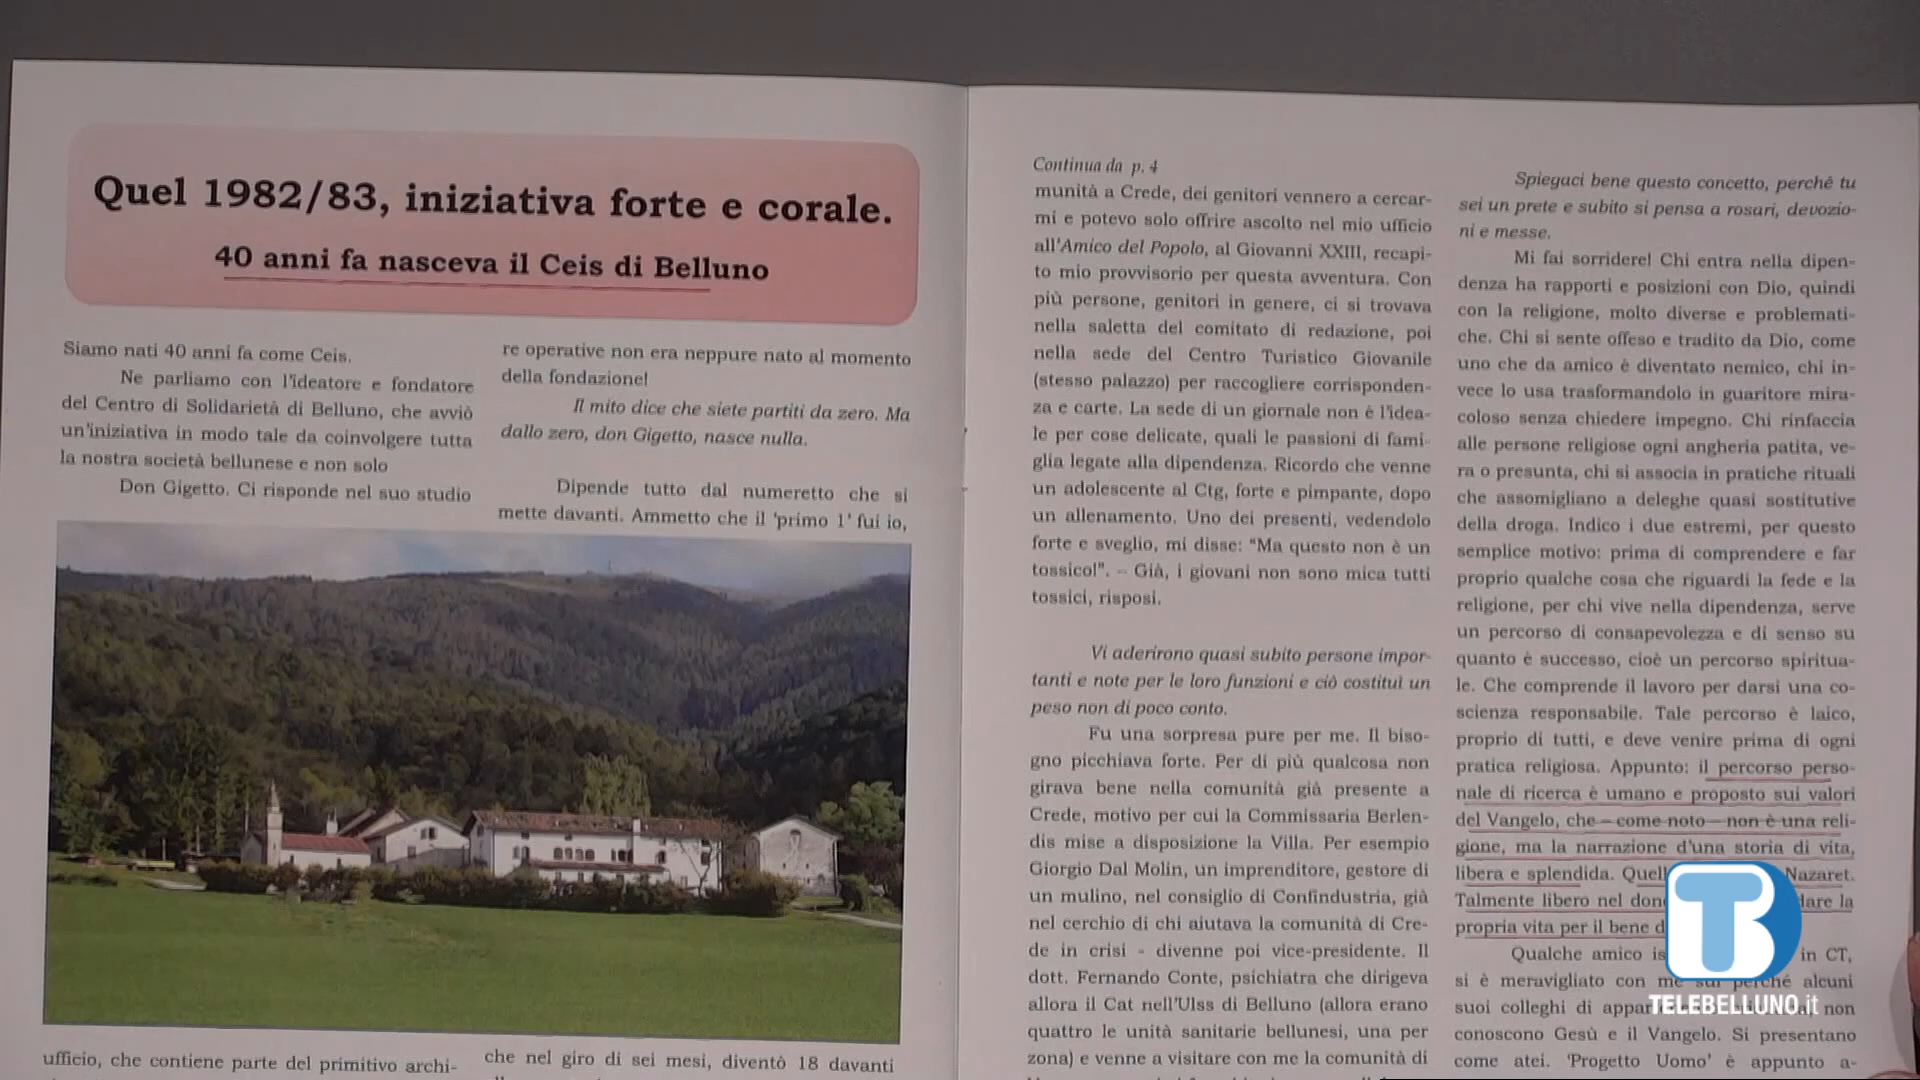 Quel 1982/83, iniziativa forte e corale.
40 anni fa nasceva il Ceis di Belluno
Siamo nati 40 anni fa come Ceis.
Ne parliamo con l'ideatore e fondatore
del Centro di Solidarietà di Belluno, che avviò
un'iniziativa in modo tale da coinvolgere tutta
la nostra società bellunese e non solo
Don Gigetto. Ci risponde nel suo studio
ufficio, che contiene parte del primitivo archi-
re operative non era neppure nato al momento
della fondazione!
Il mito dice che siete partiti da zero. Ma
dallo zero, don Gigetto, nasce nulla.
Dipende tutto dal numeretto che si
mette davanti. Ammetto che il 'primo 1' fui io,
che nel giro di sei mesi, diventò 18 davanti
Continua da p. 4
munità a Crede, dei genitori vennero a cercar-
mi e potevo solo offrire ascolto nel mio ufficio
all'Amico del Popolo, al Giovanni XXIII, recapi-
to mio provvisorio per questa avventura. Con
più persone, genitori in genere, ci si trovava
nella saletta del comitato di redazione, poi
nella sede del Centro Turistico Giovanile
(stesso palazzo) per raccogliere corrisponden-
za e carte. La sede di un giornale non è l'idea-
le per cose delicate, quali le passioni di fami-
glia legate alla dipendenza. Ricordo che venne
un adolescente al Ctg, forte e pimpante, dopo
un allenamento. Uno dei presenti, vedendolo
forte e sveglio, mi disse: "Ma questo non è un
tossico!". – Già, i giovani non sono mica tutti
tossici, risposi.
Vi aderirono quasi subito persone impor-
tanti e note per le loro funzioni e ciò costituì un
peso non di poco conto.
Fu una sorpresa pure per me. Il biso-
gno picchiava forte. Per di più qualcosa non
girava bene nella comunità già presente a
Crede, motivo per cui la Commissaria Berlen-
dis mise a disposizione la Villa. Per esempio
Giorgio Dal Molin, un imprenditore, gestore di
un mulino, nel consiglio di Confindustria, già
nel cerchio di chi aiutava la comunità di Cre-
de in crisi - divenne poi vice-presidente. Il
dott. Fernando Conte, psichiatra che dirigeva
allora il Cat nell'Ulss di Belluno (allora erano
quattro le unità sanitarie bellunesi, una per
zona) e venne a visitare con me la comunità di
Spiegaci bene questo concetto, perché tu
sei un prete e subito si pensa a rosari, devozio-
ni e messe.
Mi fai sorridere! Chi entra nella dipen-
denza ha rapporti e posizioni con Dio, quindi
con la religione, molto diverse e problemati-
che. Chi si sente offeso e tradito da Dio, come
uno che da amico è diventato nemico, chi in-
vece lo usa trasformandolo in guaritore mira-
coloso senza chiedere impegno. Chi rinfaccia
alle persone religiose ogni angheria patita, ve-
ra o presunta, chi si associa in pratiche rituali
che assomigliano a deleghe quasi sostitutive
della droga. Indico i due estremi, per questo
semplice motivo: prima di comprendere e far
proprio qualche cosa che riguardi la fede e la
religione, per chi vive nella dipendenza, serve
un percorso di consapevolezza e di senso su
quanto è successo, cioè un percorso spiritua-
le. Che comprende il lavoro per darsi una co-
scienza responsabile. Tale percorso è laico,
proprio di tutti, e deve venire prima di ogni
pratica religiosa. Appunto: il percorso perso-
nale di ricerca è umano e proposto sui valori
del Vangelo, che – come noto – non è una reli-
gione, ma la narrazione d'una storia di vita,
libera e splendida. Nazaret.
Talmente libero nel dare la
propria vita per il bene
Qualche amico in CT,
si è meravigliato con me sul perché alcuni
suoi colleghi di non
conoscono Gesù e il Vangelo. Si presentano
come atei. 'Progetto Uomo' è appunto a-
TB
TELEBELLUNO.it